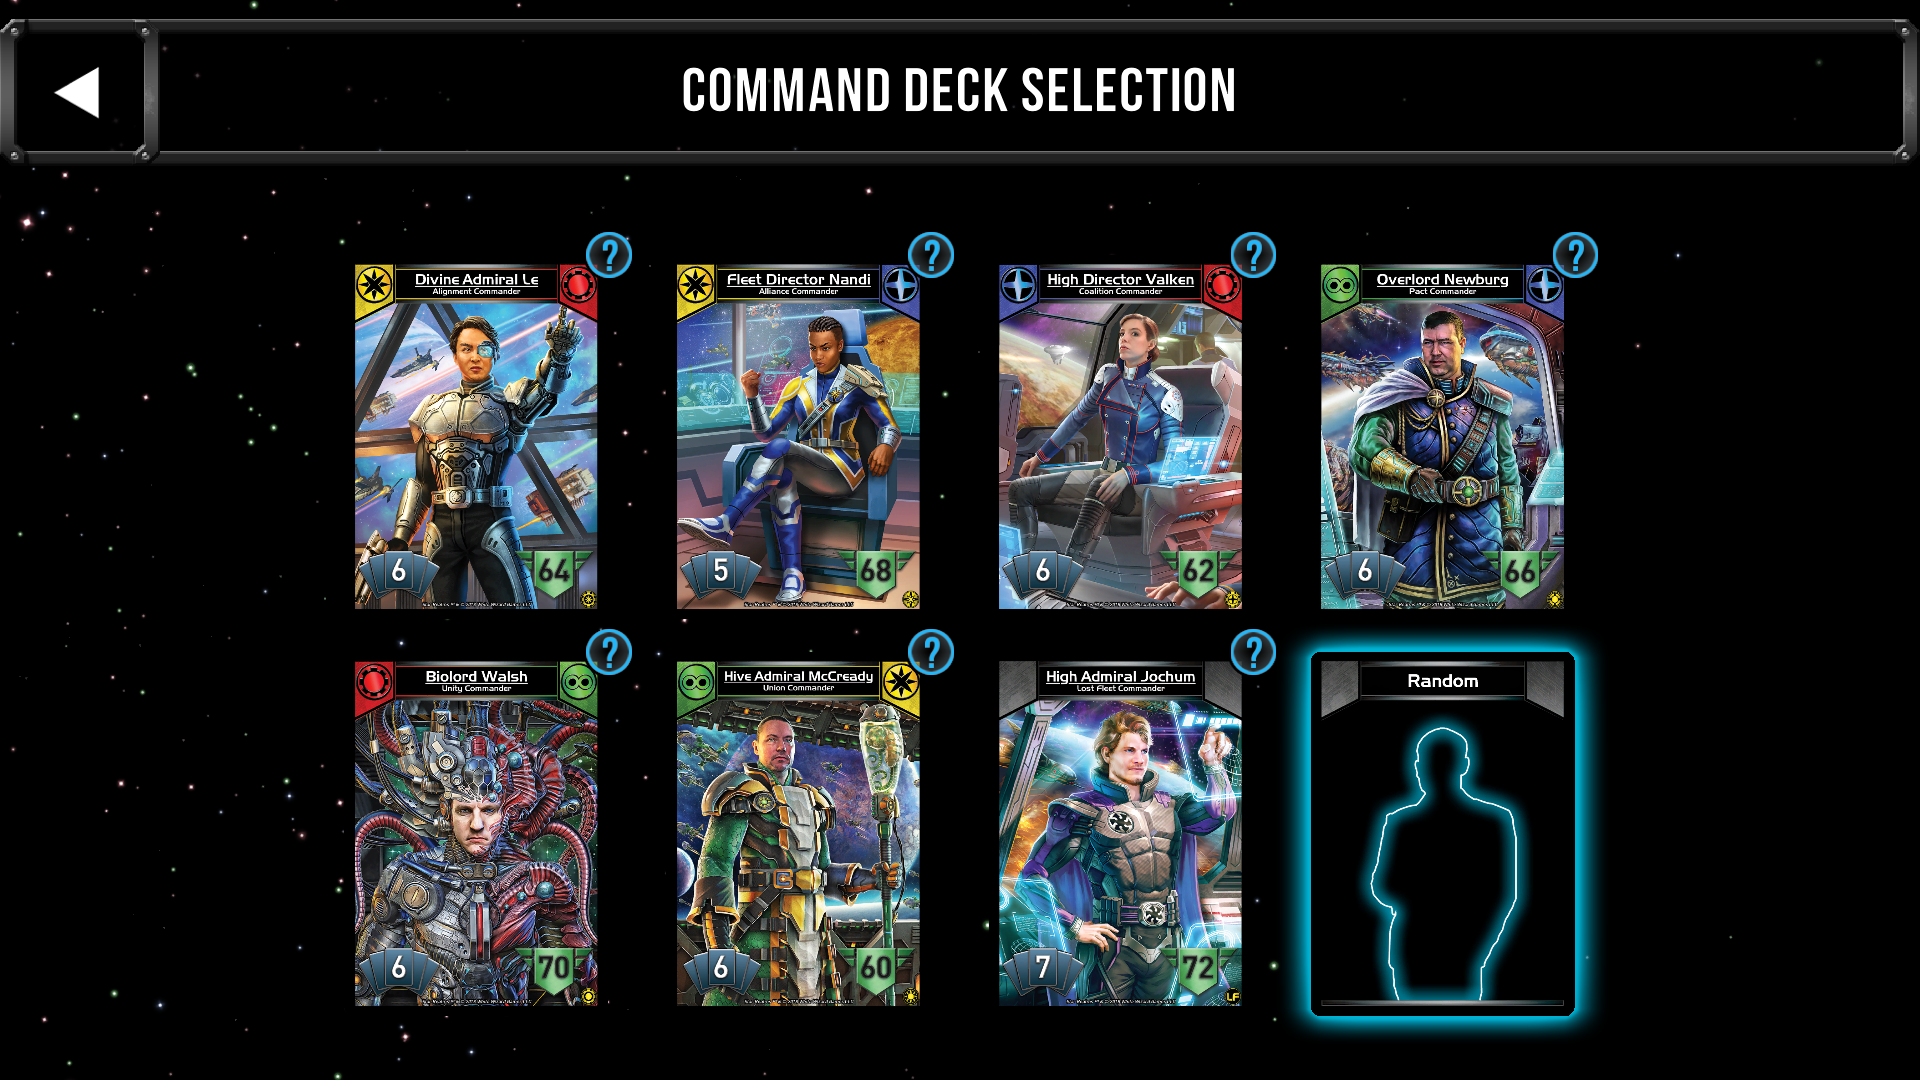 COMMAND DECK SELECTION
?
?
?
?
Divine Admiral Le
Alignment Commander
6
64
Fleet Director Nandi
Alliance Commander
5
68
High Director Valken
Coalition Commander
6
62
Overlord Newburg
Pact Commander
6
66
?
?
?
Biolord Walsh
Unity Commander
6
70
Hive Admiral McCready
Union Commander
6
60
High Admiral Jochum
Lost Fleet Commander
7
72
LF
Random